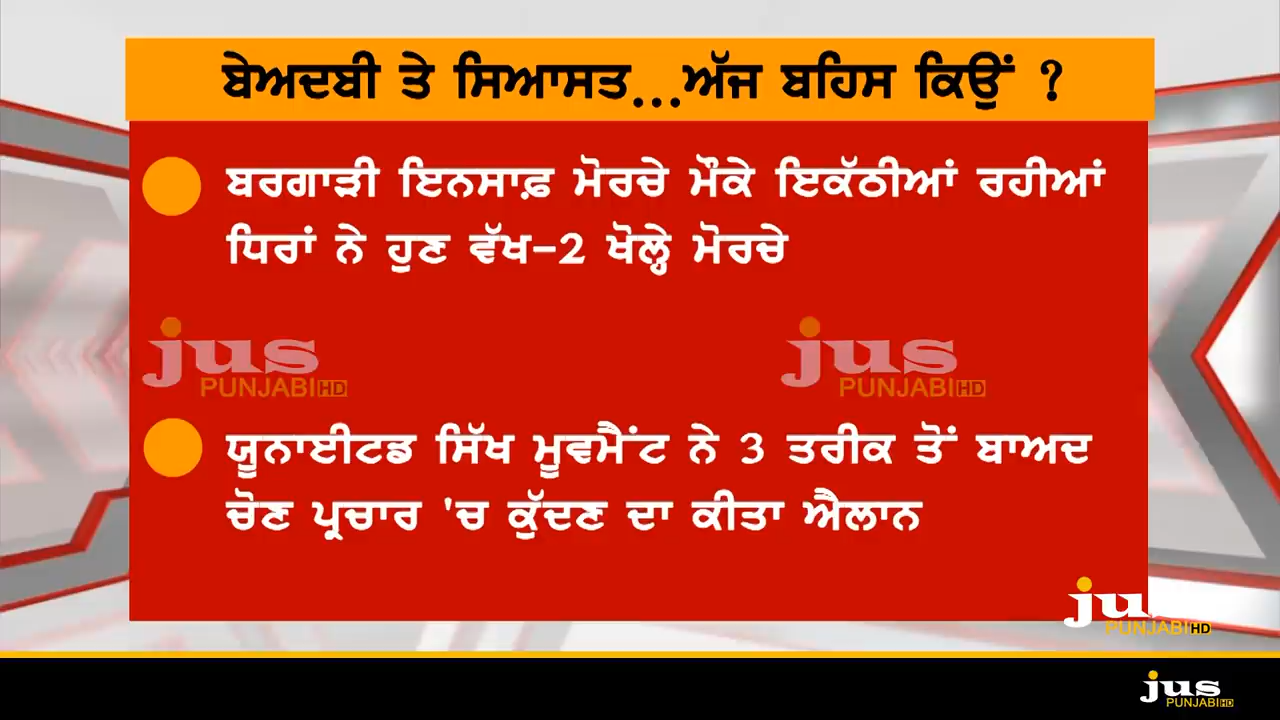 ਬੇਅਦਬੀ ਤੇ ਸਿਆਸਤ...ਅੱਜ ਬਹਿਸ ਕਿਉਂ ?
ਬਰਗਾੜੀ ਇਨਸਾਫ਼ ਮੋਰਚੇ ਮੌਕੇ ਇਕੱਠੀਆਂ ਰਹੀਆਂ
ਧਿਰਾਂ ਨੇ ਹੁਣ ਵੱਖ-2 ਖੋਲ੍ਹੇ ਮੋਰਚੇ
jus
PUNJABI HD
jus
PUNJABI HD
ਯੂਨਾਈਟਡ ਸਿੱਖ ਮੂਵਮੈਂਟ ਨੇ 3 ਤਰੀਕ ਤੋਂ ਬਾਅਦ
ਚੋਣ ਪ੍ਰਚਾਰ 'ਚ ਕੁੱਦਣ ਦਾ ਕੀਤਾ ਐਲਾਨ
jus
PUNJABI HD
jus
PUNJABI HD